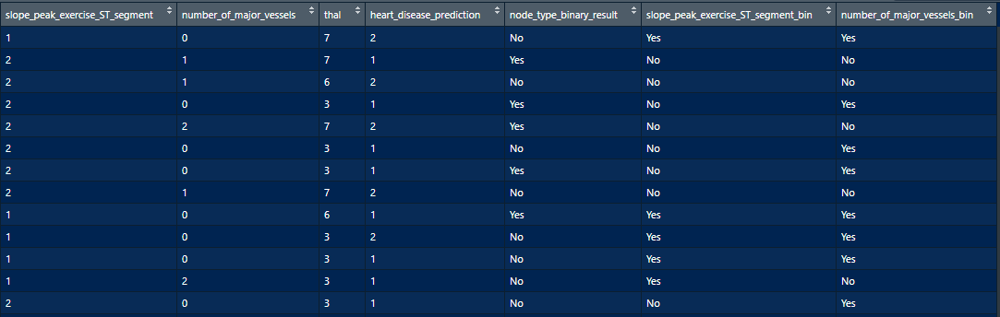 slope_peak_exercise_ST_segment number_of_major_vessels thal heart_disease_prediction node_type_binary_result slope_peak_exercise_ST_segment_bin number_of_major_vessels_bin
1 0 7 2 No Yes Yes
2 1 7 1 Yes No No
2 1 6 2 No No No
2 0 3 1 Yes No Yes
2 2 7 2 Yes No No
2 0 3 1 No No Yes
2 0 3 1 Yes No Yes
2 1 7 2 No No No
1 0 6 1 Yes Yes Yes
1 0 3 2 No Yes Yes
1 0 3 1 No Yes Yes
1 2 3 1 No Yes No
2 0 3 1 No No Yes